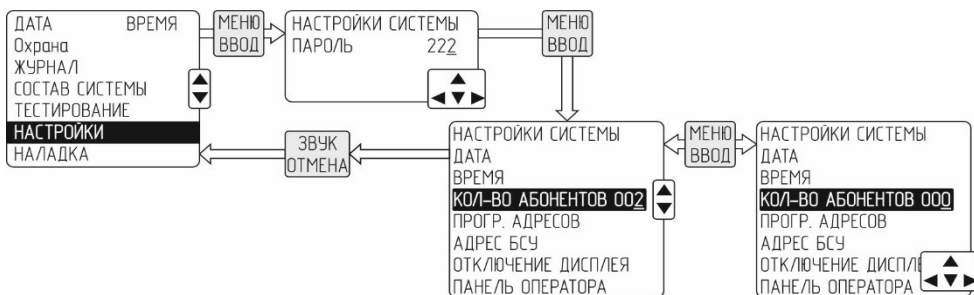 ДАТА ВРЕМЯ
Охрана
ЖУРНАЛ
СОСТАВ СИСТЕМЫ
ТЕСТИРОВАНИЕ
НАСТРОЙКИ
НАЛАДКА
МЕНЮ
ВВОД
НАСТРОЙКИ СИСТЕМЫ
ПАРОЛЬ 222
МЕНЮ
ВВОД
ЗВУК
ОТМЕНА
НАСТРОЙКИ СИСТЕМЫ
ДАТА
ВРЕМЯ
КОЛ-ВО АБОНЕНТОВ 002
ПРОГР. АДРЕСОВ
АДРЕС БСУ
ОТКЛЮЧЕНИЕ ДИСПЛЕЯ
ПАНЕЛЬ ОПЕРАТОРА
МЕНЮ
ВВОД
НАСТРОЙКИ СИСТЕМЫ
ДАТА
ВРЕМЯ
КОЛ-ВО АБОНЕНТОВ 000
ПРОГР. АДРЕСОВ
АДРЕС БСУ
ОТКЛЮЧЕНИЕ ДИСПЛЕ
ПАНЕЛЬ ОПЕРАТОРА